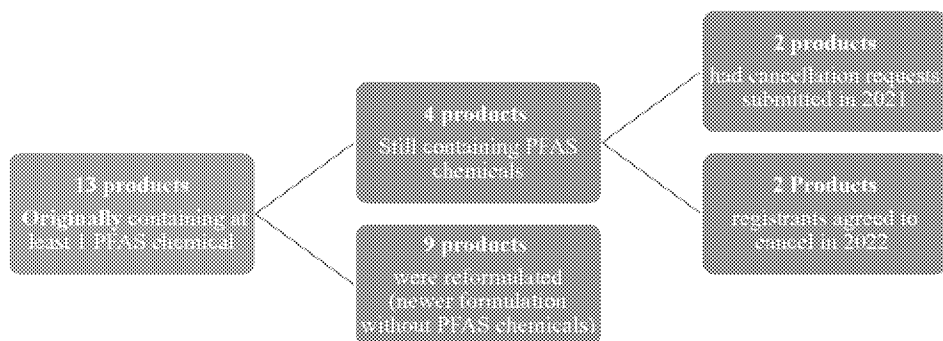 13 products
Originally containing at
least 1 PFAS chemical
4 products
Still containing PFAS
chemicals
9 products
were reformulated
(newer formulation
without PFAS chemicals)
2 products
had cancellation requests
submitted in 2021
2 Products
registrants agreed to
cancel in 2022